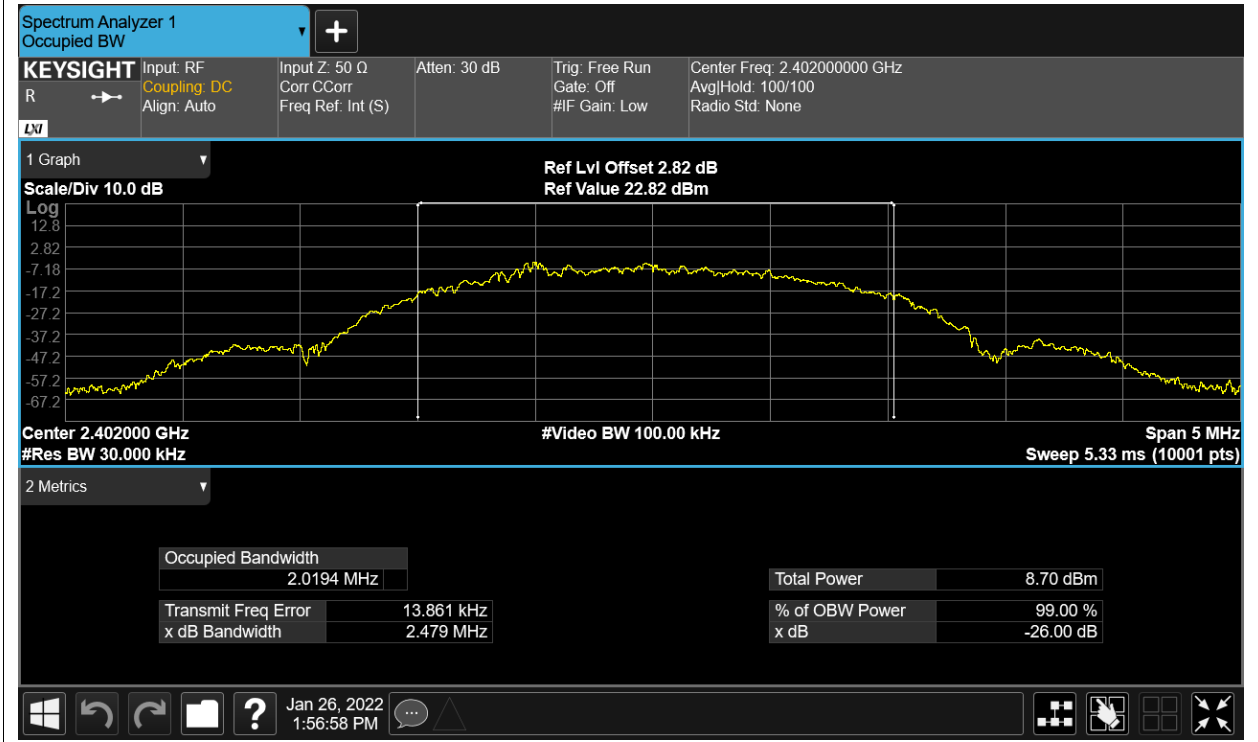 Spectrum Analyzer 1
Occupied BW
KEYSIGHT
R
LXI
Input: RF
Coupling: DC
Align: Auto
Input Z: 50 Ω
Corr CCorr
Freq Ref: Int (S)
Atten: 30 dB
Trig: Free Run
Gate: Off
#IF Gain: Low
Center Freq: 2.402000000 GHz
Avg|Hold: 100/100
Radio Std: None
1 Graph
Scale/Div 10.0 dB
Ref Lvl Offset 2.82 dB
Ref Value 22.82 dBm
Log
12.8
2.82
-7.18
-17.2
-27.2
-37.2
-47.2
-57.2
-67.2
Center 2.402000 GHz
#Video BW 100.00 kHz
Span 5 MHz
#Res BW 30.000 kHz
Sweep 5.33 ms (10001 pts)
2 Metrics
Occupied Bandwidth
2.0194 MHz
Total Power 8.70 dBm
Transmit Freq Error 13.861 kHz
% of OBW Power 99.00 %
x dB Bandwidth 2.479 MHz
x dB -26.00 dB
?
Jan 26, 2022
1:56:58 PM